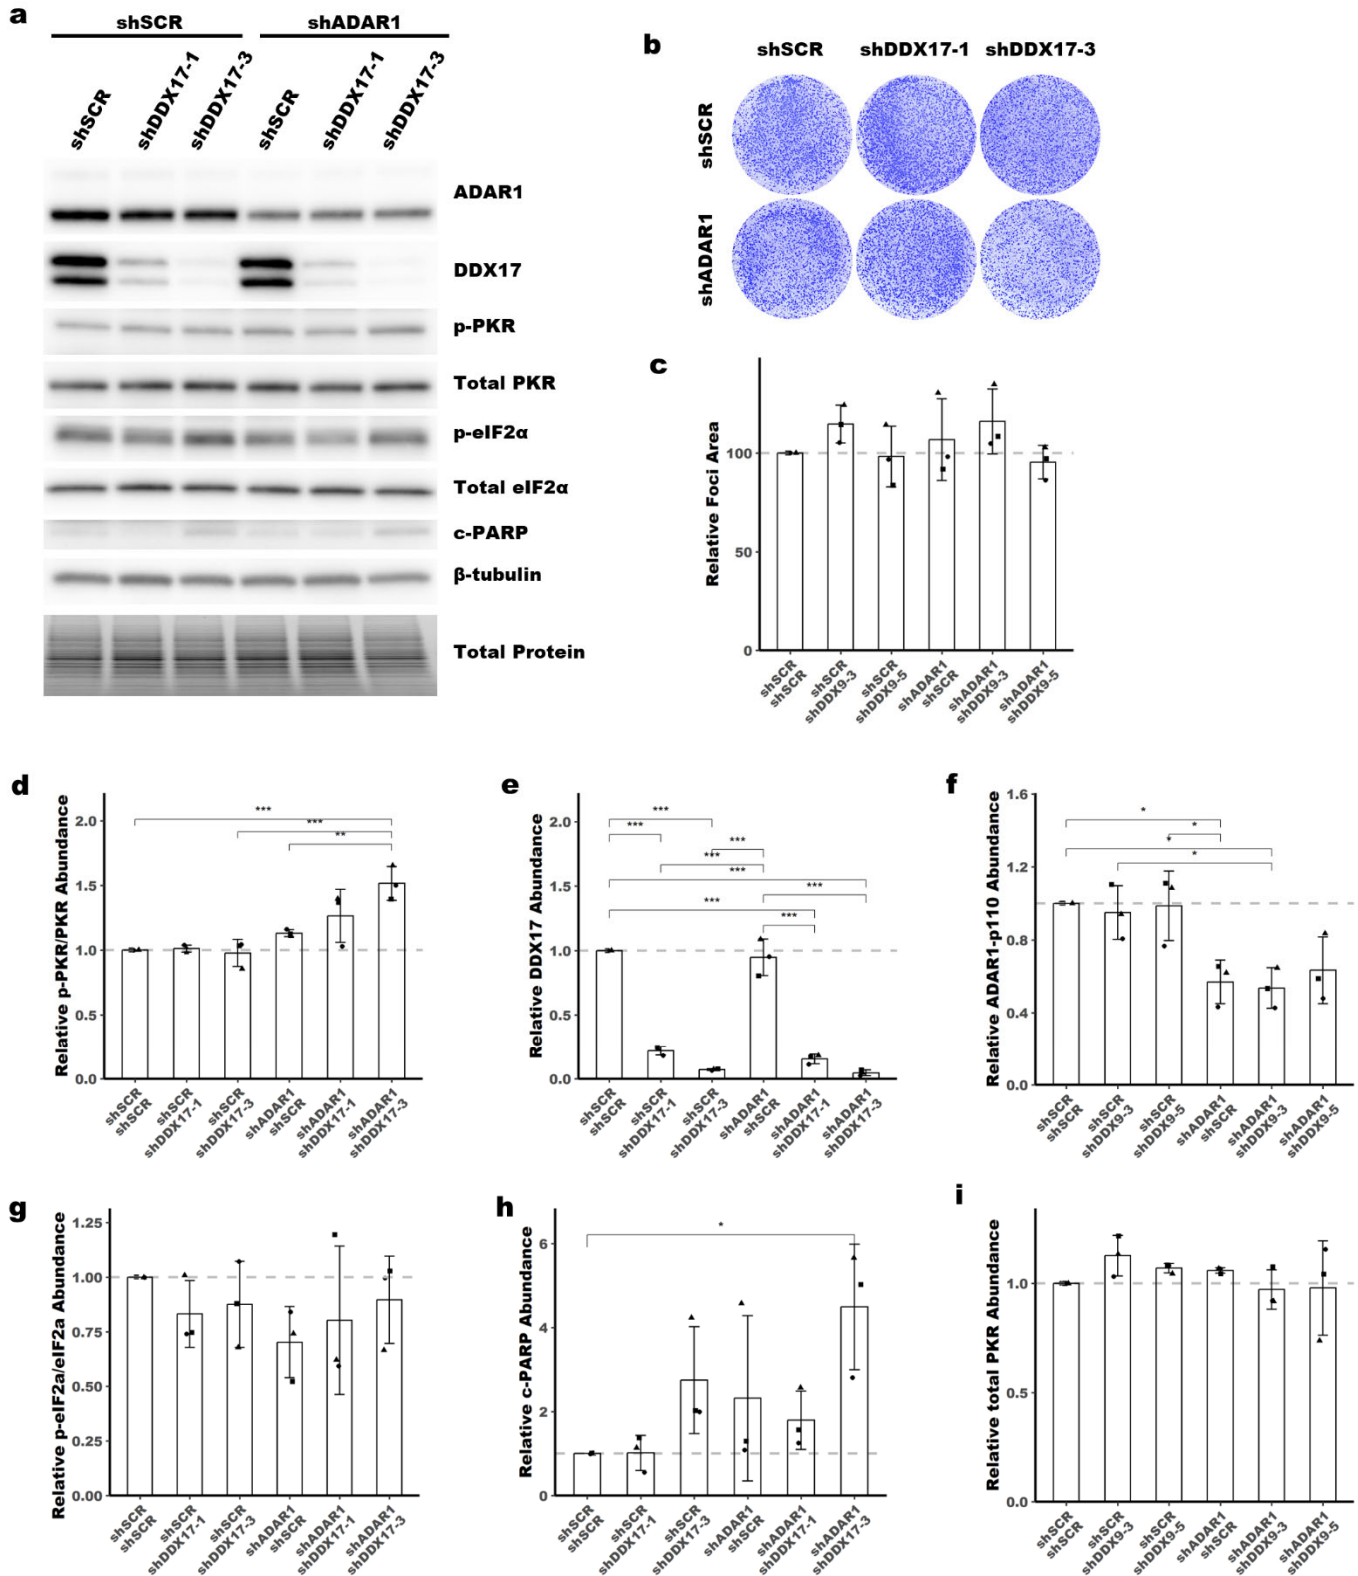 a
shSCR shADAR1
shSCR shDDX17-1 shDDX17-3 shSCR shDDX17-1 shDDX17-3
ADAR1
DDX17
p-PKR
Total PKR
p-eIF2α
Total eIF2α
c-PARP
β-tubulin
Total Protein
b
shSCR shDDX17-1 shDDX17-3
shSCR
shADAR1
c
Relative Foci Area
100
50
0
shSCR shSCR
shSCR shDDX9-3
shSCR shDDX9-5
shADAR1 shSCR
shADAR1 shDDX9-3
shADAR1 shDDX9-5
d
Relative p-PKR/PKR Abundance
2.0
1.5
1.0
0.5
0.0
***
***
**
shSCR shSCR
shSCR shDDX17-1
shSCR shDDX17-3
shADAR1 shSCR
shADAR1 shDDX17-1
shADAR1 shDDX17-3
e
Relative DDX17 Abundance
2.0
1.5
1.0
0.5
0.0
***
***
***
***
***
***
***
***
shSCR shSCR
shSCR shDDX17-1
shSCR shDDX17-3
shADAR1 shSCR
shADAR1 shDDX17-1
shADAR1 shDDX17-3
f
Relative ADAR1-p110 Abundance
1.6
1.2
0.8
0.4
0.0
*
*
*
*
shSCR shSCR
shSCR shDDX9-3
shSCR shDDX9-5
shADAR1 shSCR
shADAR1 shDDX9-3
shADAR1 shDDX9-5
g
Relative p-eIF2a/eIF2a Abundance
1.25
1.00
0.75
0.50
0.25
0.00
shSCR shSCR
shSCR shDDX17-1
shSCR shDDX17-3
shADAR1 shSCR
shADAR1 shDDX17-1
shADAR1 shDDX17-3
h
Relative c-PARP Abundance
6
4
2
0
*
shSCR shSCR
shSCR shDDX17-1
shSCR shDDX17-3
shADAR1 shSCR
shADAR1 shDDX17-1
shADAR1 shDDX17-3
i
Relative total PKR Abundance
1.0
0.5
0.0
shSCR shSCR
shSCR shDDX9-3
shSCR shDDX9-5
shADAR1 shSCR
shADAR1 shDDX9-3
shADAR1 shDDX9-5